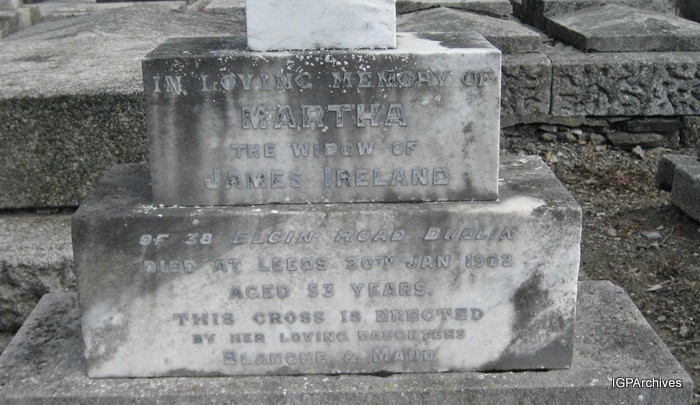 IN LOVING MEMORY OF
MARTHA
THE WIDOW OF
JAMES IRELAND
OF 38 ELGIN ROAD DUBLIN
DIED AT LEEDS 20TH JAN 1902
AGED 53 YEARS.
THIS CROSS IS ERECTED
BY HER LOVING DAUGHTERS
BLANCHE & MAUD
IGPArchives